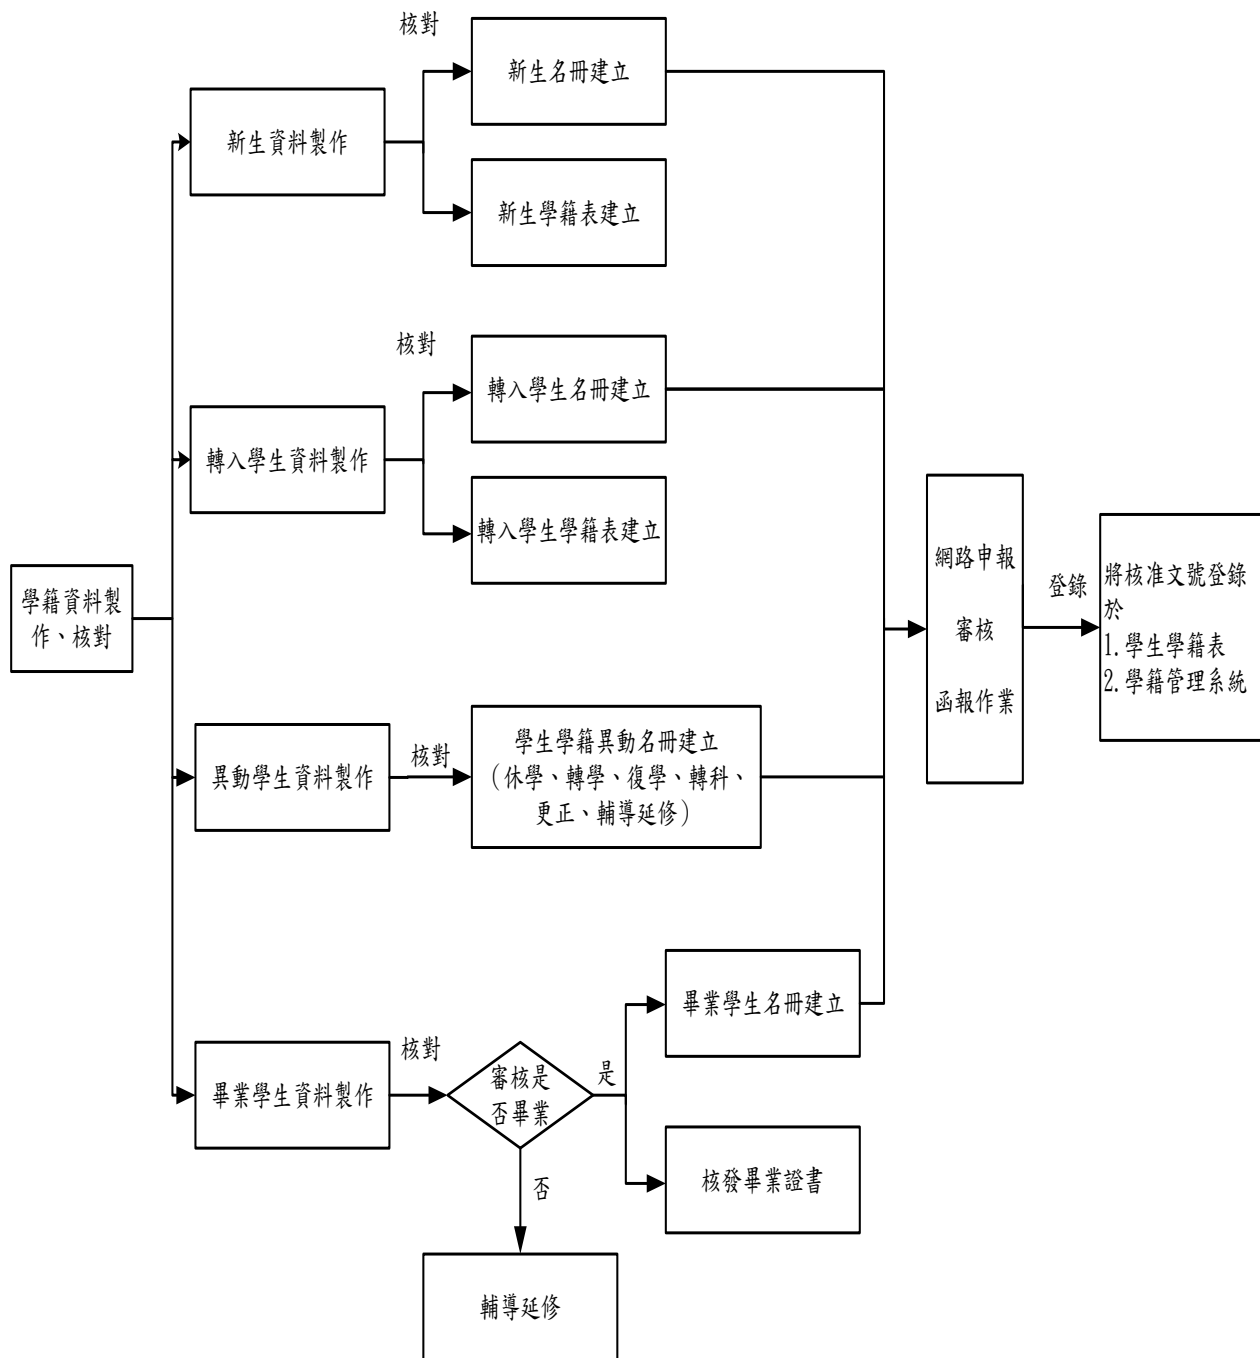 核對
新生名冊建立
新生資料製作
新生學籍表建立
核對
轉入學生名冊建立
轉入學生資料製作
轉入學生學籍表建立
學籍資料製
作、核對
網路申報
審核
函報作業
登錄
將核准文號登錄
於
1.學生學籍表
2.學籍管理系統
異動學生資料製作
核對
學生學籍異動名冊建立
(休學、轉學、復學、轉科、
更正、輔導延修)
畢業學生名冊建立
畢業學生資料製作
核對
審核是
否畢業
是
核發畢業證書
否
輔導延修